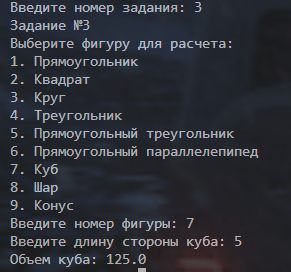 Введите номер задания: 3
Задание №3
Выберите фигуру для расчета:
1. Прямоугольник
2. Квадрат
3. Круг
4. Треугольник
5. Прямоугольный треугольник
6. Прямоугольный параллелепипед
7. Куб
8. Шар
9. Конус
Введите номер фигуры: 7
Введите длину стороны куба: 5
Объем куба: 125.0